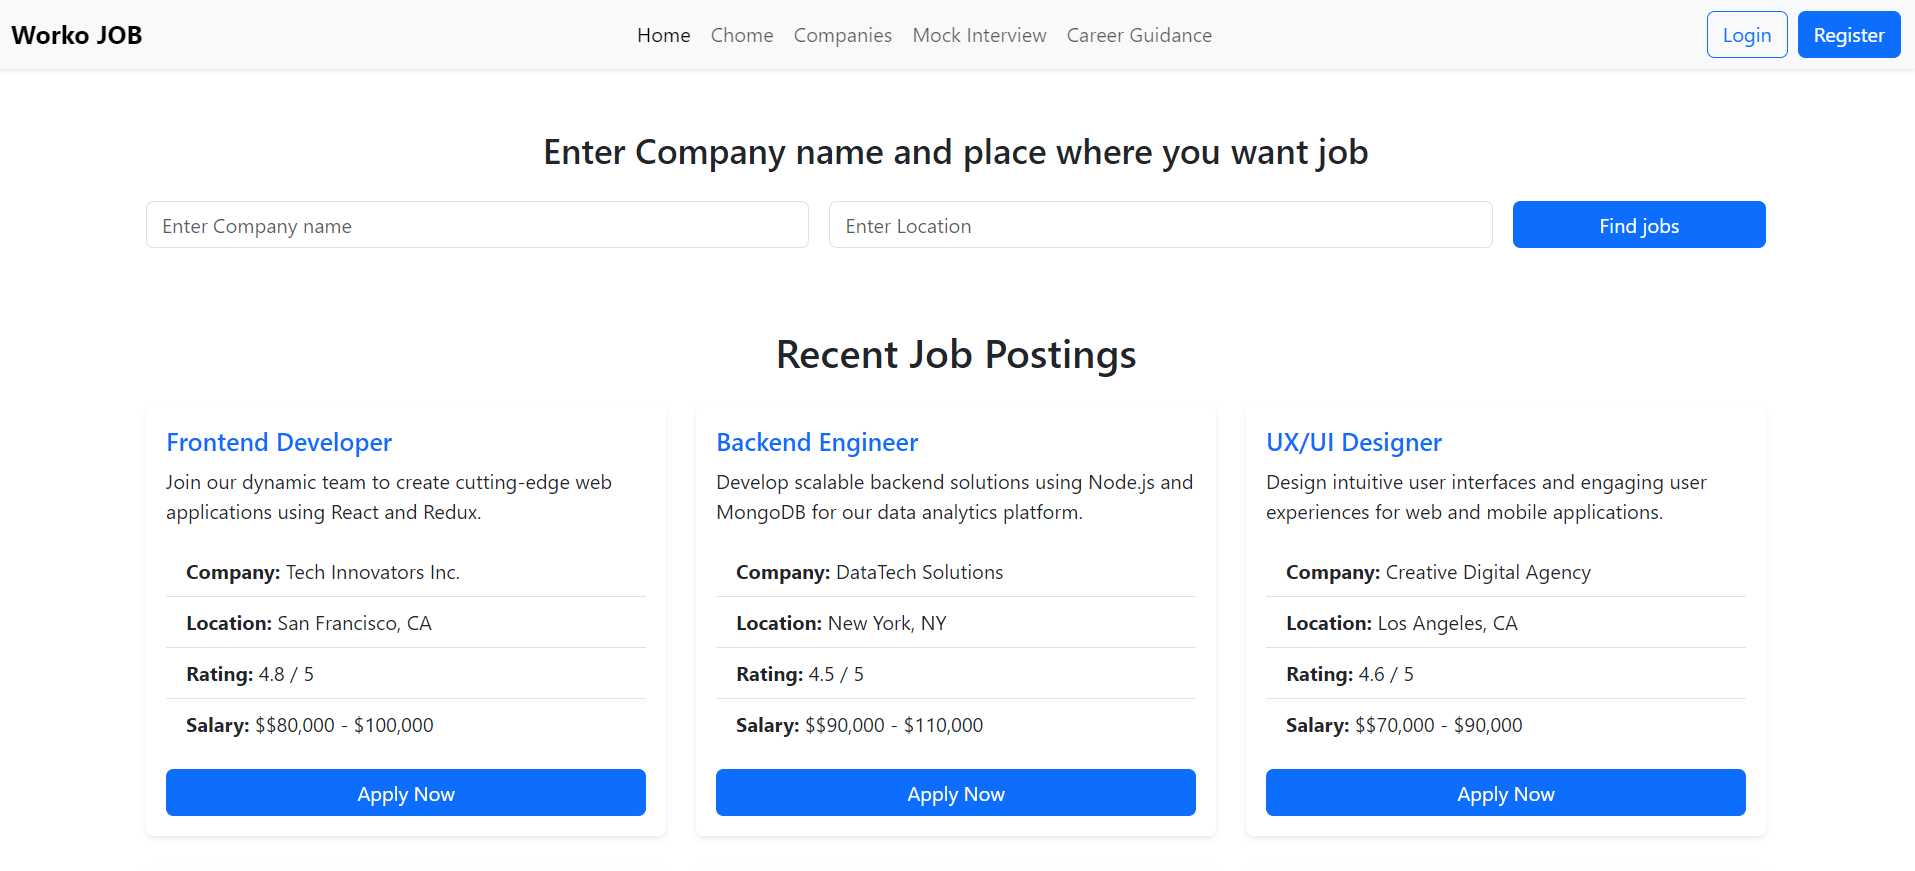 Worko JOB
Home Chome Companies Mock Interview Career Guidance
Login Register
Enter Company name and place where you want job
Enter Company name
Enter Location
Find jobs
Recent Job Postings
Frontend Developer
Join our dynamic team to create cutting-edge web
applications using React and Redux.
Company: Tech Innovators Inc.
Location: San Francisco, CA
Rating: 4.8 / 5
Salary: $$80,000 - $100,000
Apply Now
Backend Engineer
Develop scalable backend solutions using Node.js and
MongoDB for our data analytics platform.
Company: DataTech Solutions
Location: New York, NY
Rating: 4.5 / 5
Salary: $$90,000 - $110,000
Apply Now
UX/UI Designer
Design intuitive user interfaces and engaging user
experiences for web and mobile applications.
Company: Creative Digital Agency
Location: Los Angeles, CA
Rating: 4.6 / 5
Salary: $$70,000 - $90,000
Apply Now